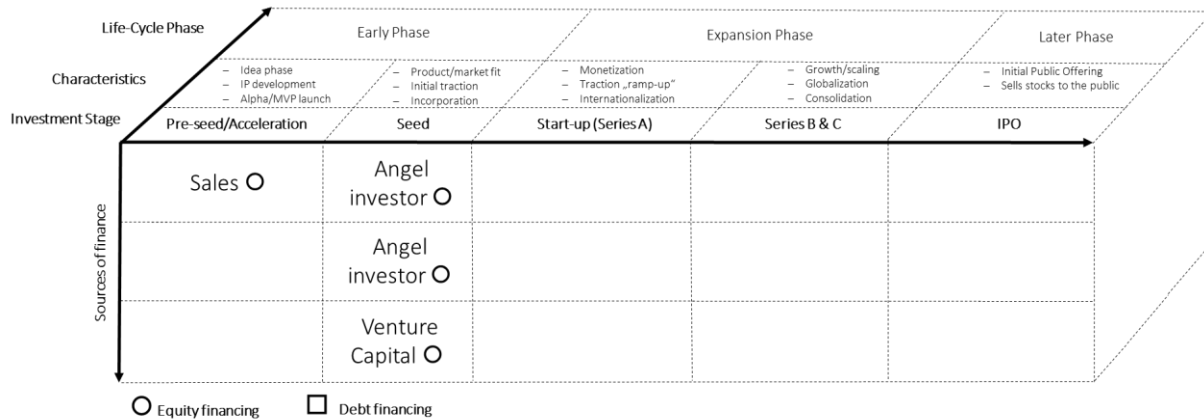 Life-Cycle Phase
Early Phase
Expansion Phase
Later Phase
Characteristics
– Idea phase
– IP development
– Alpha/MVP launch
– Product/market fit
– Initial traction
– Incorporation
– Monetization
– Traction „ramp-up“
– Internationalization
– Growth/scaling
– Globalization
– Consolidation
– Initial Public Offering
– Sells stocks to the public
Investment Stage
Pre-seed/Acceleration
Seed
Start-up (Series A)
Series B & C
IPO
Sources of finance
Sales
Angel
investor
Angel
investor
Venture
Capital
Equity financing
Debt financing